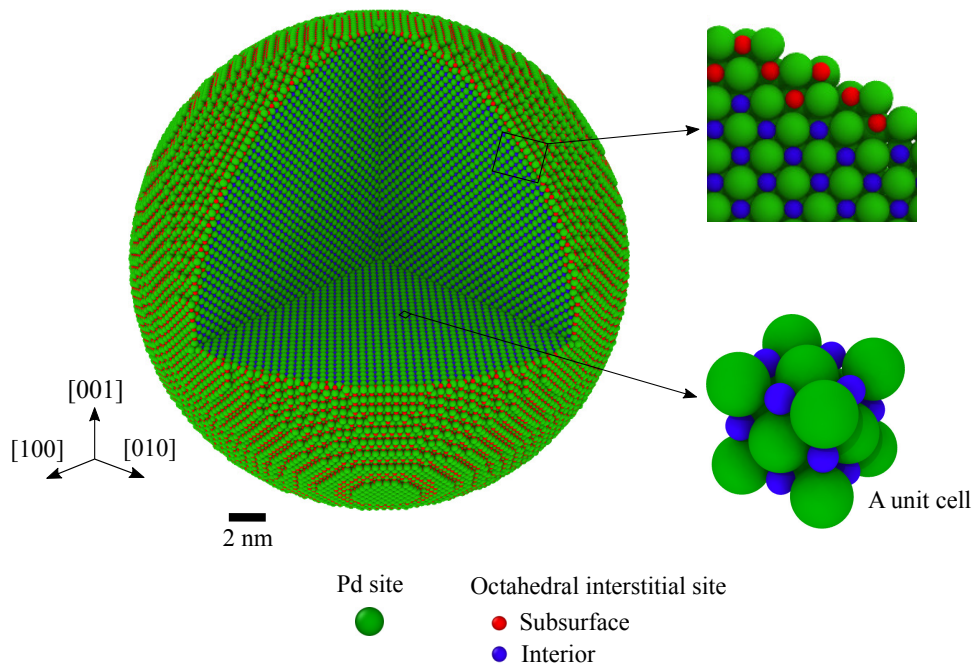 [001]
[100]
[010]
2 nm
A unit cell
Pd site
Octahedral interstitial site
Subsurface
Interior